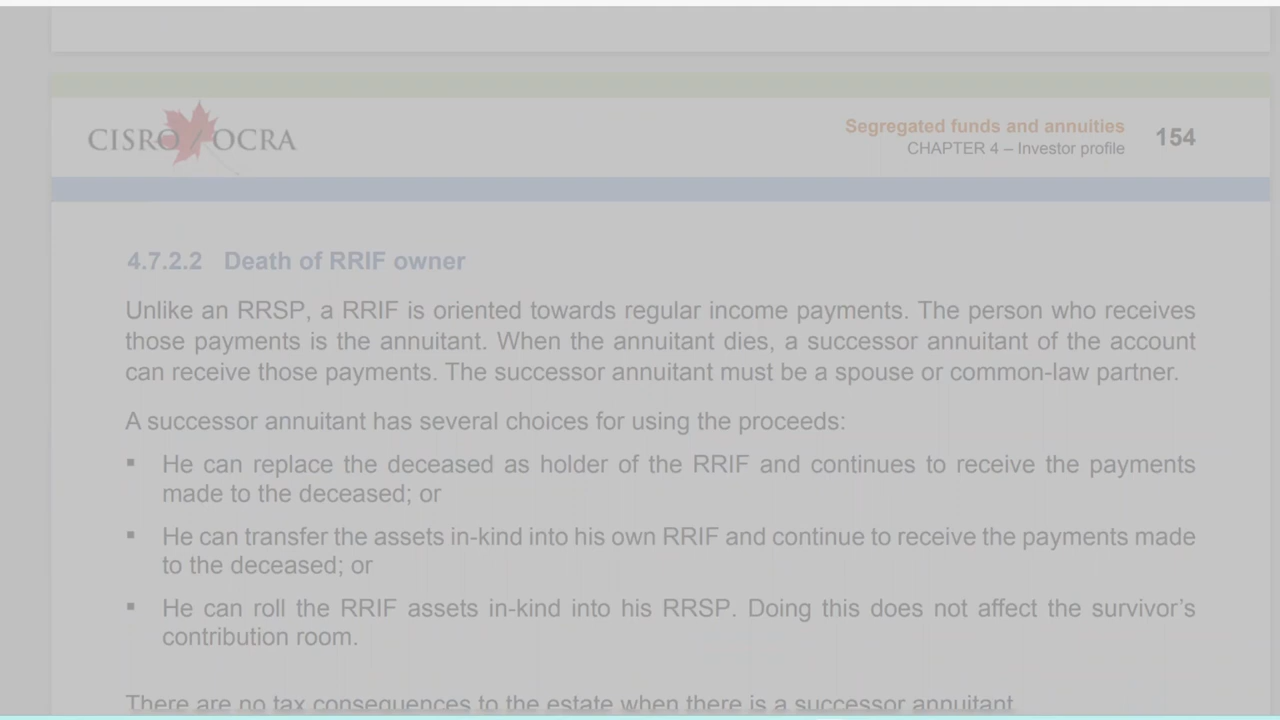 CISRO / OCRA
Segregated funds and annuities
CHAPTER 4 – Investor profile
154
4.7.2.2 Death of RRIF owner
Unlike an RRSP, a RRIF is oriented towards regular income payments. The person who receives
those payments is the annuitant. When the annuitant dies, a successor annuitant of the account
can receive those payments. The successor annuitant must be a spouse or common-law partner.
A successor annuitant has several choices for using the proceeds:
▪ He can replace the deceased as holder of the RRIF and continues to receive the payments
made to the deceased; or
▪ He can transfer the assets in-kind into his own RRIF and continue to receive the payments made
to the deceased; or
▪ He can roll the RRIF assets in-kind into his RRSP. Doing this does not affect the survivor’s
contribution room.
There are no tax consequences to the estate when there is a successor annuitant.